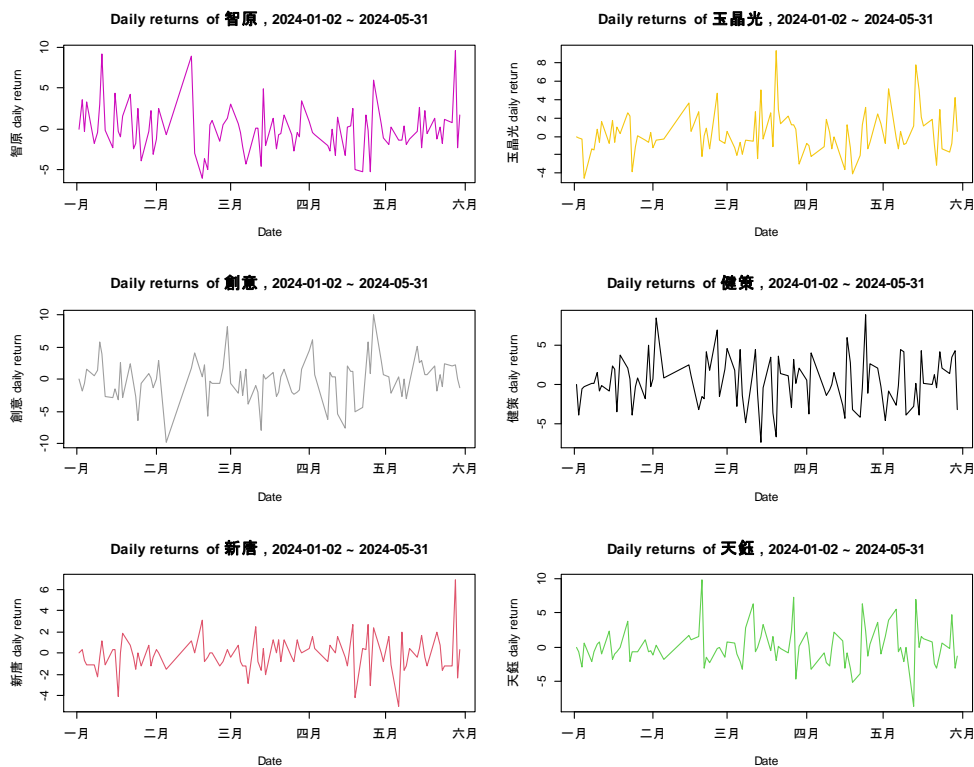 Daily returns of 智原 , 2024-01-02 ~ 2024-05-31
智原 daily return
10
5
0
-5
一月 二月 三月 四月 五月 六月
Date
Daily returns of 玉晶光 , 2024-01-02 ~ 2024-05-31
玉晶光 daily return
8
6
4
2
0
-4
一月 二月 三月 四月 五月 六月
Date
Daily returns of 創意 , 2024-01-02 ~ 2024-05-31
創意 daily return
10
5
0
-5
-10
一月 二月 三月 四月 五月 六月
Date
Daily returns of 健策 , 2024-01-02 ~ 2024-05-31
健策 daily return
5
0
-5
一月 二月 三月 四月 五月 六月
Date
Daily returns of 新唐 , 2024-01-02 ~ 2024-05-31
新唐 daily return
6
4
2
0
-2
-4
一月 二月 三月 四月 五月 六月
Date
Daily returns of 天鈺 , 2024-01-02 ~ 2024-05-31
天鈺 daily return
10
5
0
-5
一月 二月 三月 四月 五月 六月
Date